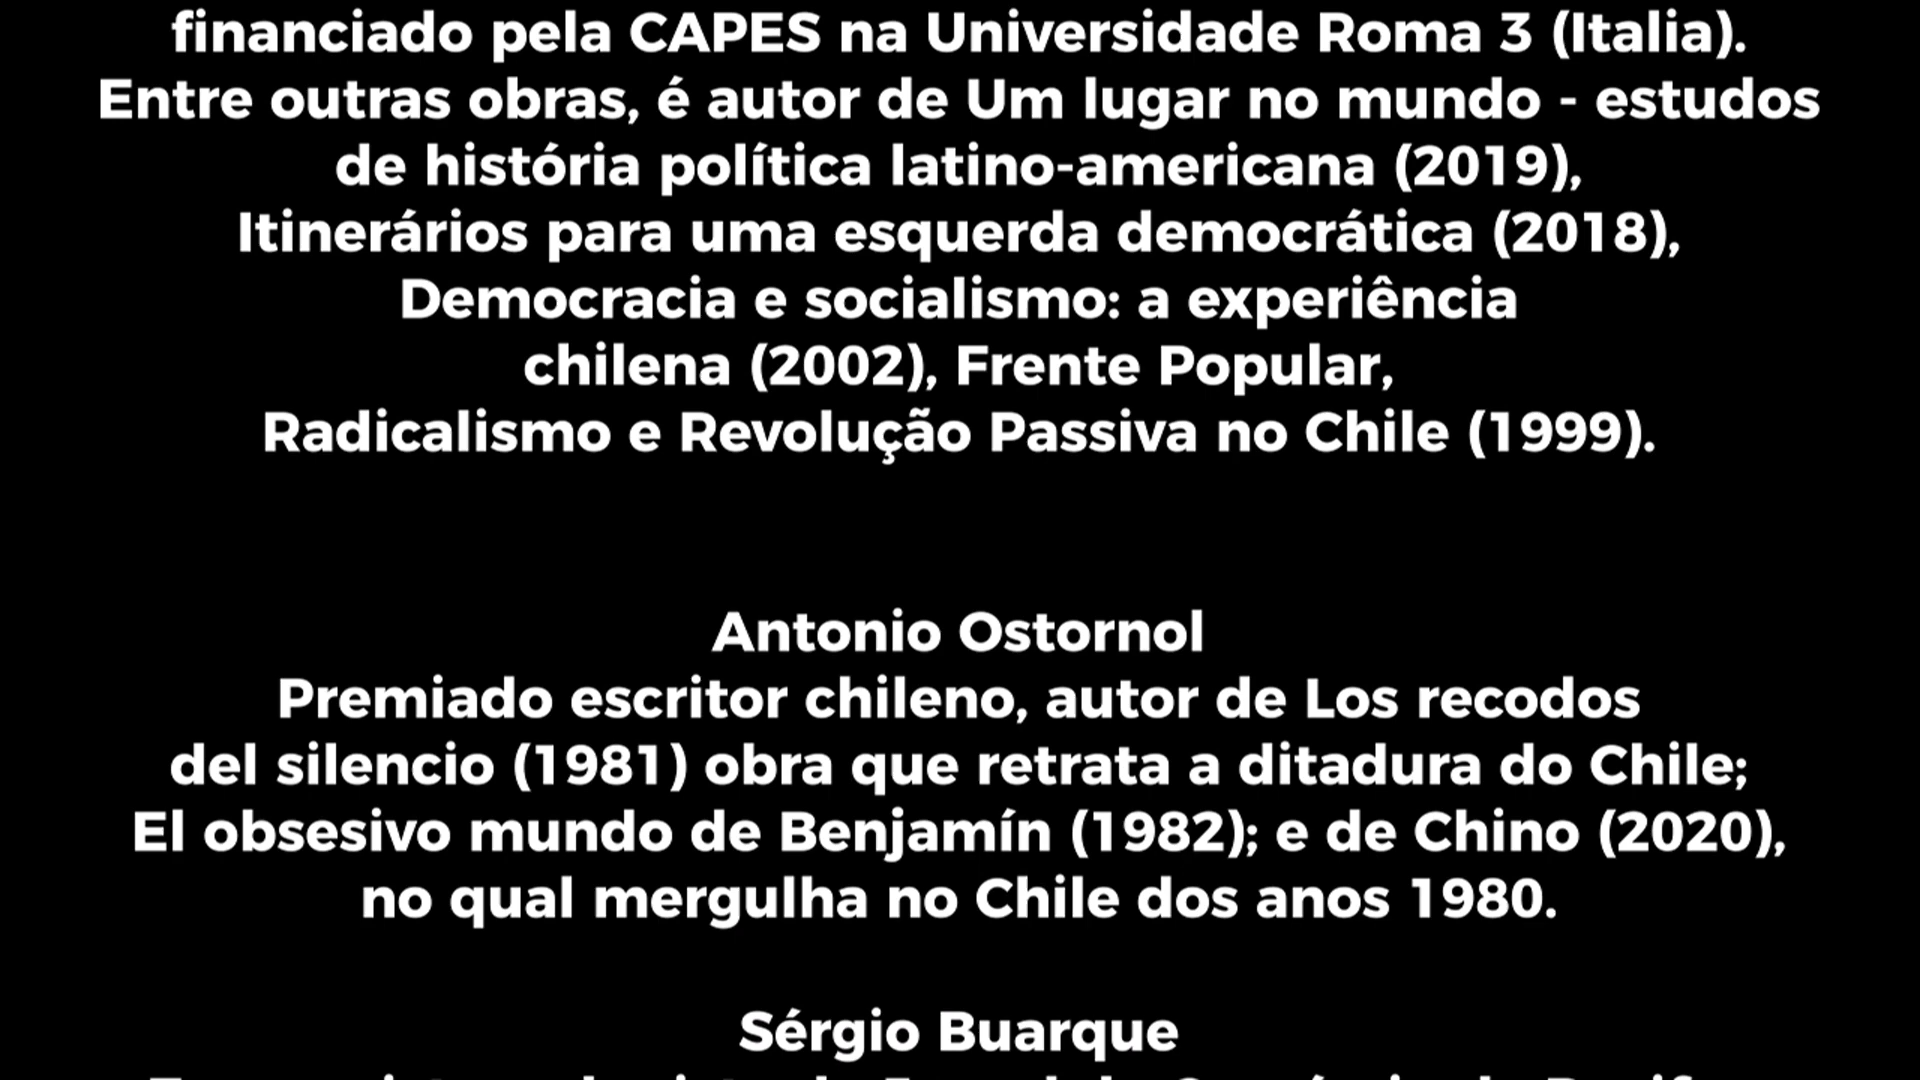 financiado pela CAPES na Universidade Roma 3 (Italia).
Entre outras obras, é autor de Um lugar no mundo - estudos
de história política latino-americana (2019),
Itinerários para uma esquerda democrática (2018),
Democracia e socialismo: a experiência
chilena (2002), Frente Popular,
Radicalismo e Revolução Passiva no Chile (1999).
Antonio Ostornol
Premiado escritor chileno, autor de Los recodos
del silencio (1981) obra que retrata a ditadura do Chile;
El obsesivo mundo de Benjamín (1982); e de Chino (2020),
no qual mergulha no Chile dos anos 1980.
Sérgio Buarque